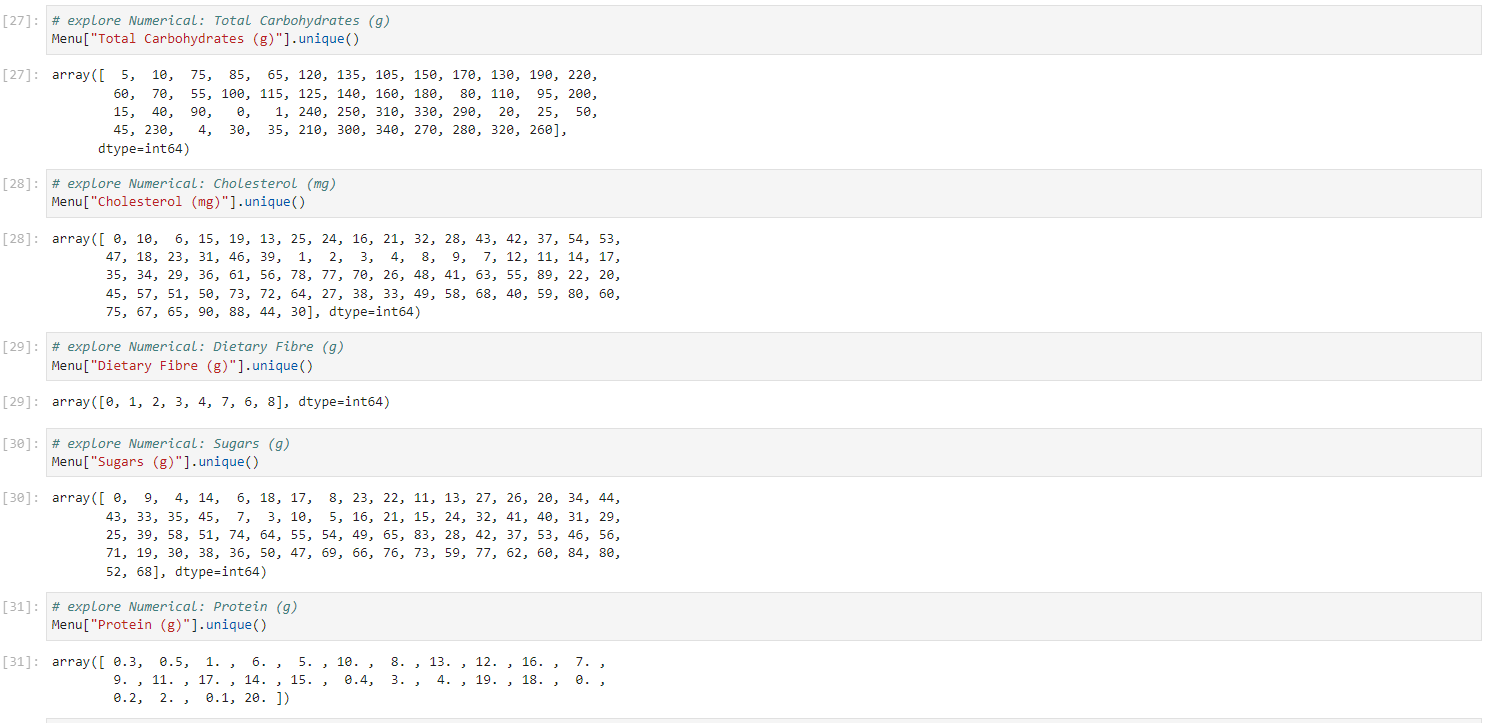 [27]: # explore Numerical: Total Carbohydrates (g)
Menu["Total Carbohydrates (g)"].unique()
[27]: array([  5,  10,  75,  85,  65, 120, 135, 105, 150, 170, 130, 190, 220,
60,  70,  55, 100, 115, 125, 140, 160, 180,  80, 110,  95, 200,
15,  40,  90,   0,   1, 240, 250, 310, 330, 290,  20,  25,  50,
45, 230,   4,  30,  35, 210, 300, 340, 270, 280, 320, 260],
dtype=int64)
[28]: # explore Numerical: Cholesterol (mg)
Menu["Cholesterol (mg)"].unique()
[28]: array([ 0, 10,  6, 15, 19, 13, 25, 24, 16, 21, 32, 28, 43, 42, 37, 54, 53,
47, 18, 23, 31, 46, 39,  1,  2,  3,  4,  8,  9,  7, 12, 11, 14, 17,
35, 34, 29, 36, 61, 56, 78, 77, 70, 26, 48, 41, 63, 55, 89, 22, 20,
45, 57, 51, 50, 73, 72, 64, 27, 38, 33, 49, 58, 68, 40, 59, 80, 60,
75, 67, 65, 90, 88, 44, 30], dtype=int64)
[29]: # explore Numerical: Dietary Fibre (g)
Menu["Dietary Fibre (g)"].unique()
[29]: array([0, 1, 2, 3, 4, 7, 6, 8], dtype=int64)
[30]: # explore Numerical: Sugars (g)
Menu["Sugars (g)"].unique()
[30]: array([ 0,  9,  4, 14,  6, 18, 17,  8, 23, 22, 11, 13, 27, 26, 20, 34, 44,
43, 33, 35, 45,  7,  3, 10,  5, 16, 21, 15, 24, 32, 41, 40, 31, 29,
25, 39, 58, 51, 74, 64, 55, 54, 49, 65, 83, 28, 42, 37, 53, 46, 56,
71, 19, 30, 38, 36, 50, 47, 69, 66, 76, 73, 59, 77, 62, 60, 84, 80,
52, 68], dtype=int64)
[31]: # explore Numerical: Protein (g)
Menu["Protein (g)"].unique()
[31]: array([ 0.3,  0.5,  1. ,  6. ,  5. , 10. ,  8. , 13. , 12. , 16. ,  7. ,
9. , 11. , 17. , 14. , 15. ,  0.4,  3. ,  4. , 19. , 18. ,  0. ,
0.2,  2. ,  0.1, 20. ])